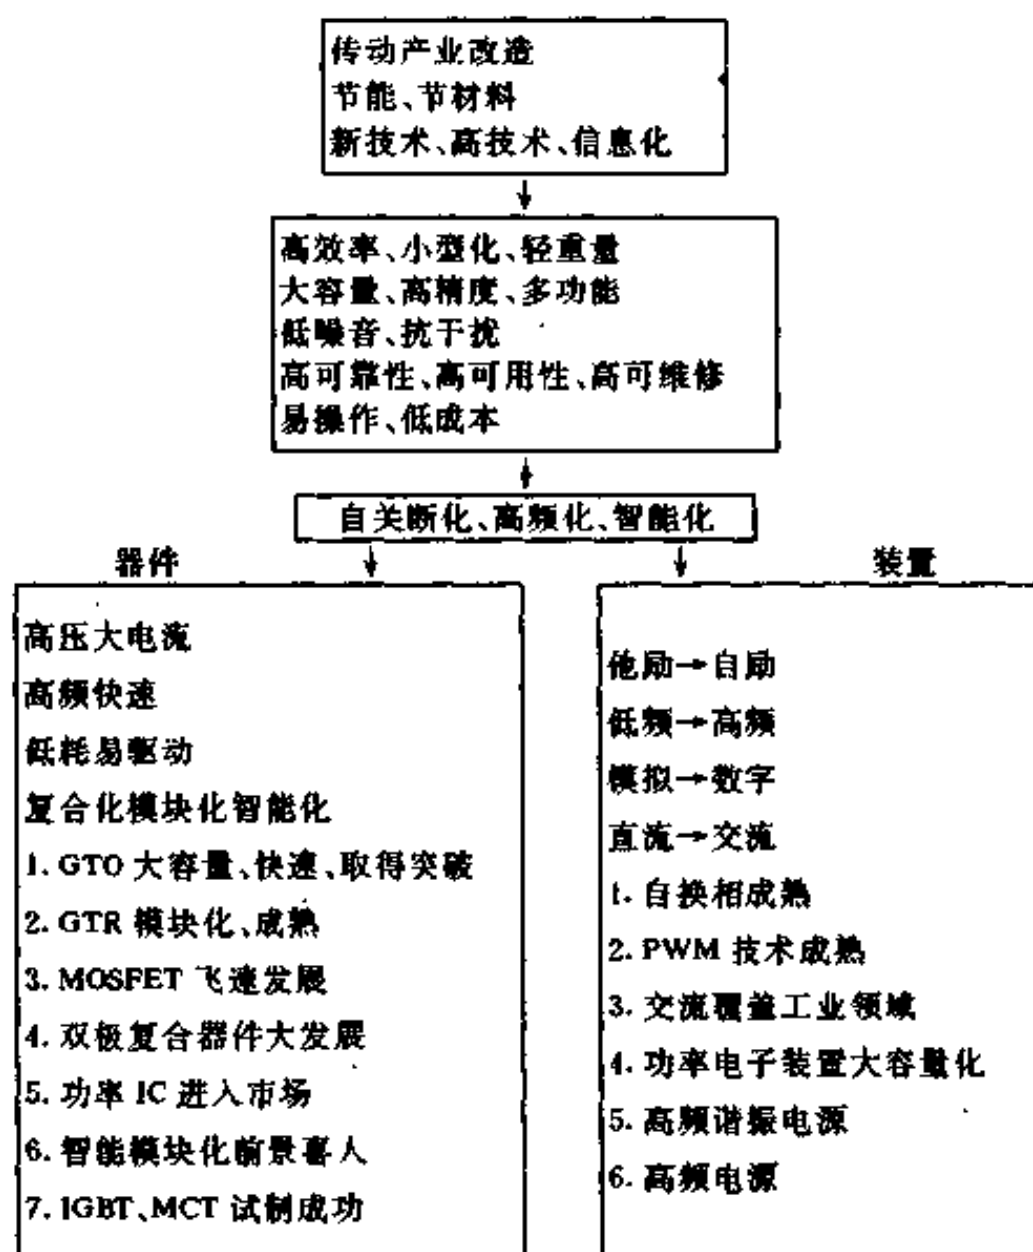 传动产业改造
节能、节材料
新技术、高技术、信息化
高效率、小型化、轻重量
大容量、高精度、多功能
低噪音、抗干扰
高可靠性、高可用性、高可维修
易操作、低成本
自关断化、高频化、智能化
器件
高压大电流
高频快速
低耗易驱动
复合化模块化智能化
1. GTO 大容量、快速、取得突破
2. GTR 模块化、成熟
3. MOSFET 飞速发展
4. 双极复合器件大发展
5. 功率 IC 进入市场
6. 智能模块化前景喜人
7. IGBT、MCT 试制成功
装置
他励→自励
低频→高频
模拟→数字
直流→交流
1. 自换相成熟
2. PWM 技术成熟
3. 交流覆盖工业领域
4. 功率电子装置大容量化
5. 高频谐振电源
6. 高频电源